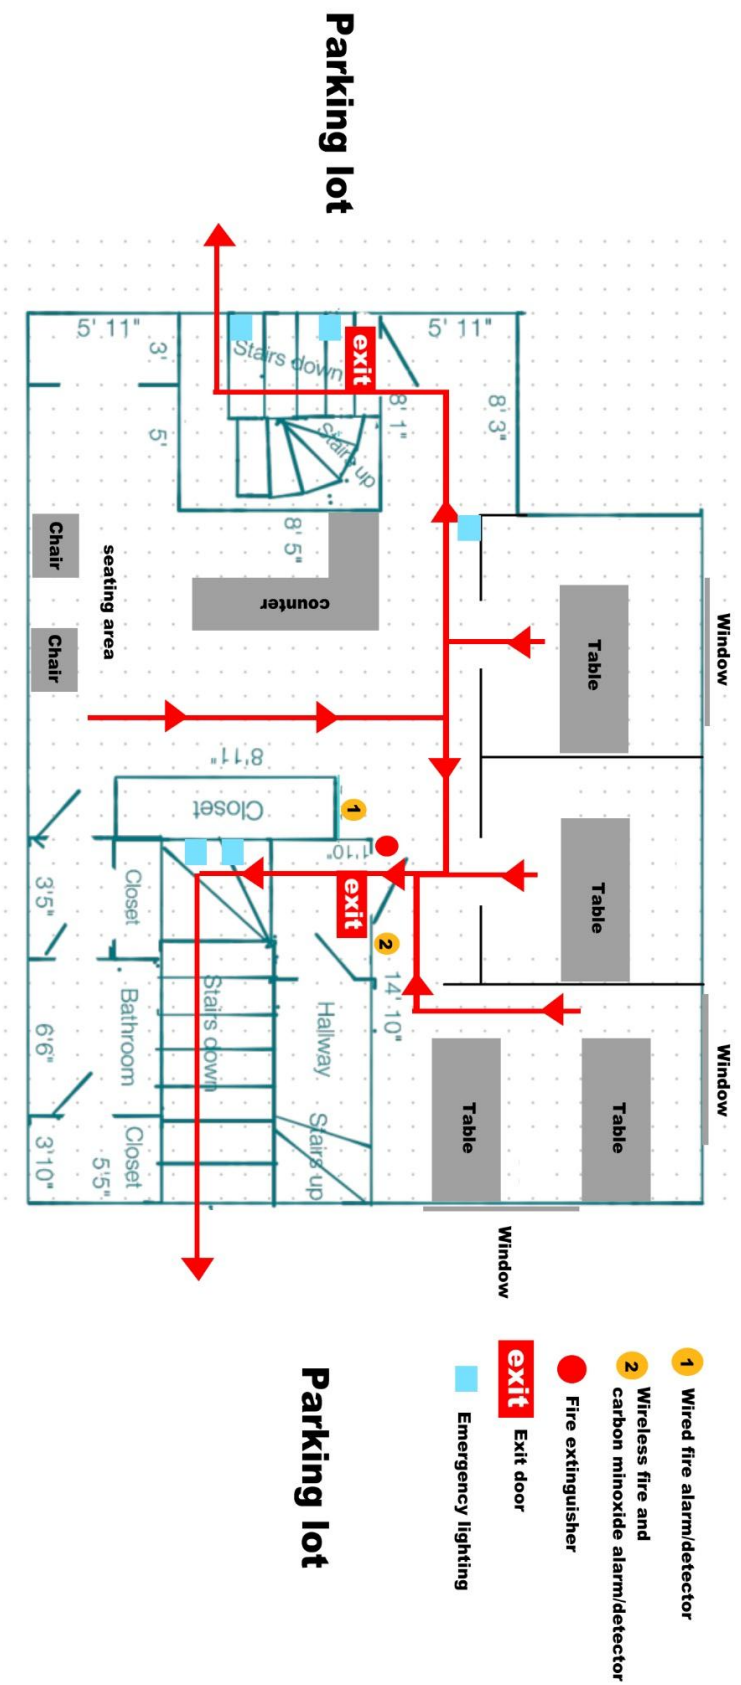 Parking lot
exit
5' 11"
3'
5'
Stairs down
Stairs up
8' 1"
5' 11"
8' 3"
8' 5"
counter
Chair
Chair
seating area
Table
Window
8'11"
Closet
1
1'10"
exit
2
14' 10"
Table
Table
Table
Window
Window
Closet
3'5"
Bathroom
6'6"
Closet
5'5"
3'10"
Stairs down
Hallway
Stairs up
Parking lot
1 Wired fire alarm/detector
2 Wireless fire and
carbon minoxide alarm/detector
Fire extinguisher
exit Exit door
Emergency lighting